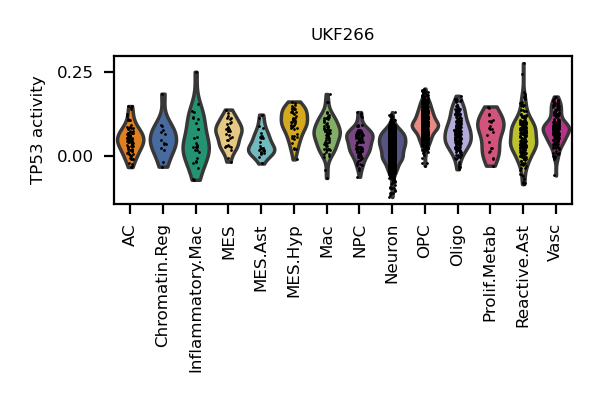 UKF266
TP53 activity
0.25
0.00
AC
Chromatin.Reg
Inflammatory.Mac
MES
MES.Ast
MES.Hyp
Mac
NPC
Neuron
OPC
Oligo
Prolif.Metab
Reactive.Ast
Vasc